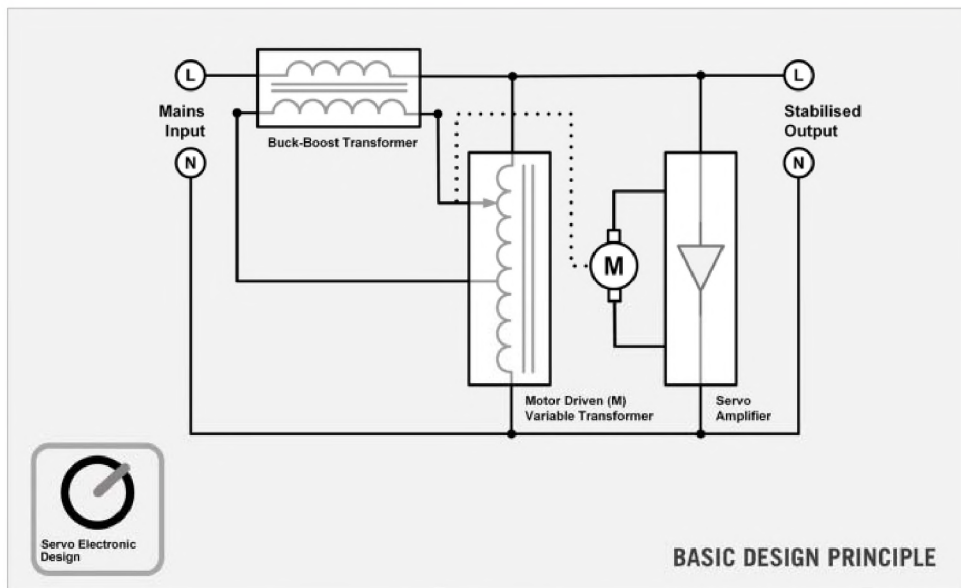 L
L
Mains
Input
Stabilised
Output
N
N
Buck-Boost Transformer
M
Motor Driven (M)
Variable Transformer
Servo
Amplifier
Servo Electronic
Design
BASIC DESIGN PRINCIPLE